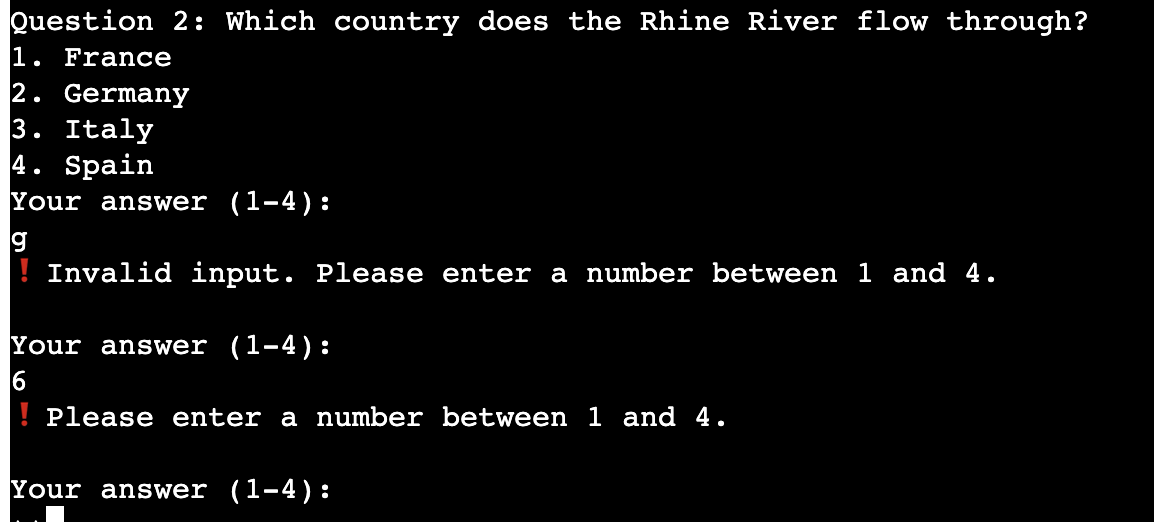 Question 2: Which country does the Rhine River flow through?
1. France
2. Germany
3. Italy
4. Spain
Your answer (1-4):
g
❗ Invalid input. Please enter a number between 1 and 4.
Your answer (1-4):
6
❗ Please enter a number between 1 and 4.
Your answer (1-4):